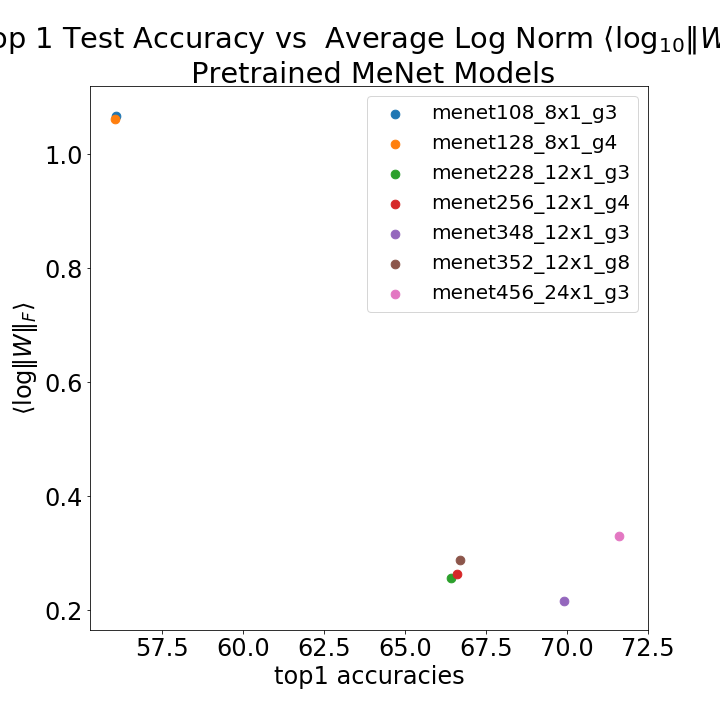 op 1 Test Accuracy vs Average Log Norm ⟨log₁₀‖W
Pretrained MeNet Models
menet108_8x1_g3
menet128_8x1_g4
menet228_12x1_g3
menet256_12x1_g4
menet348_12x1_g3
menet352_12x1_g8
menet456_24x1_g3
⟨log‖W‖F⟩
1.0
0.8
0.6
0.4
0.2
57.5 60.0 62.5 65.0 67.5 70.0 72.5
top1 accuracies